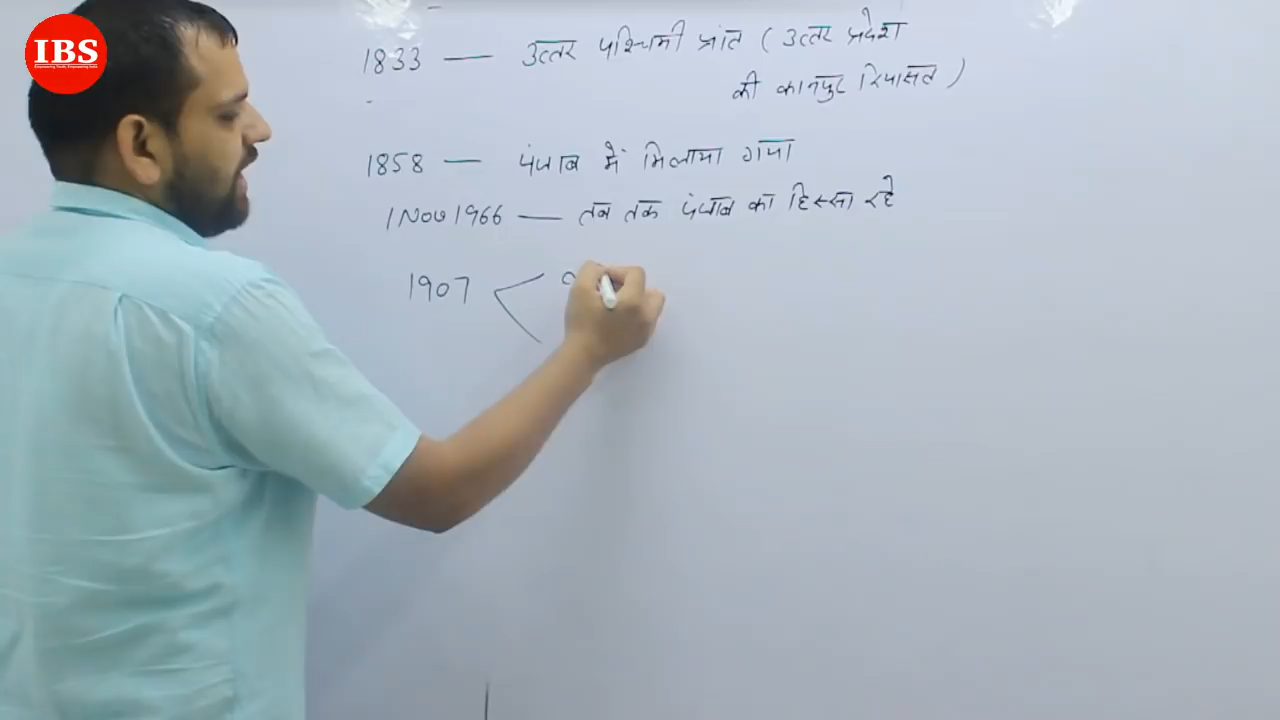 IBS
1833 — उत्तर पश्चिमी प्रांत ( उत्तर प्रदेश
की कानपुर रियासत )
1858 — पंजाब में मिलाया गया
1 Nov 1966 — तब तक पंजाब का हिस्सा रहे
1907